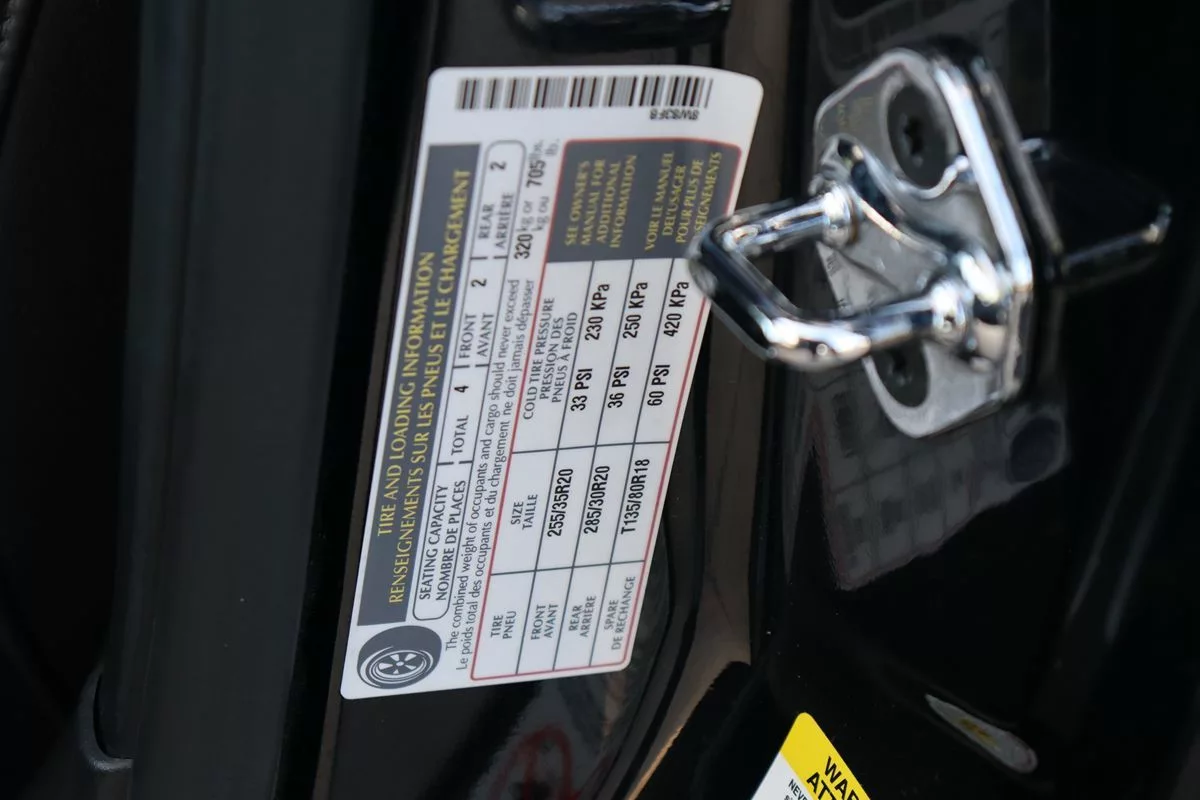 8W83F8
TIRE AND LOADING INFORMATION
RENSEIGNEMENTS SUR LES PNEUS ET LE CHARGEMENT
SEATING CAPACITY
NOMBRE DE PLACES
TOTAL 4
FRONT
AVANT
2
REAR
ARRIÈRE
2
The combined weight of occupants and cargo should never exceed
Le poids total des occupants et du chargement ne doit jamais dépasser
320 kg or 705 lbs.
kg ou lb.
TIRE
PNEU
SIZE
TAILLE
COLD TIRE PRESSURE
PRESSION DES
PNEUS À FROID
FRONT
AVANT
255/35R20
33 PSI 230 KPa
REAR
ARRIÈRE
285/30R20
36 PSI 250 KPa
SPARE
DE RECHANGE
T135/80R18
60 PSI 420 KPa
SEE OWNER'S
MANUAL FOR
ADDITIONAL
INFORMATION
VOIR LE MANUEL
DE L'USAGER
POUR PLUS DE
SEIGNEMENTS
WAR
ATT
NEVE